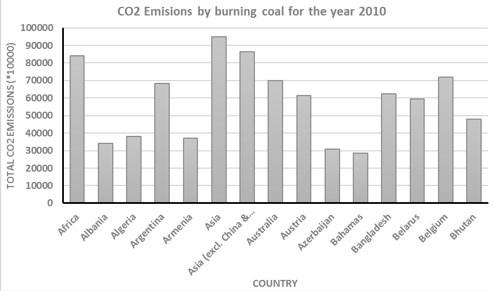 CO2 Emisions by burning coal for the year 2010
TOTAL CO2 EMISSIONS (*10000)
100000
90000
80000
70000
60000
50000
40000
30000
20000
10000
0
Africa
Albania
Algeria
Argentina
Armenia
Asia
Asia (excl. China &...
Australia
Austria
Azerbaijan
Bahamas
Bangladesh
Belarus
Belgium
Bhutan
COUNTRY